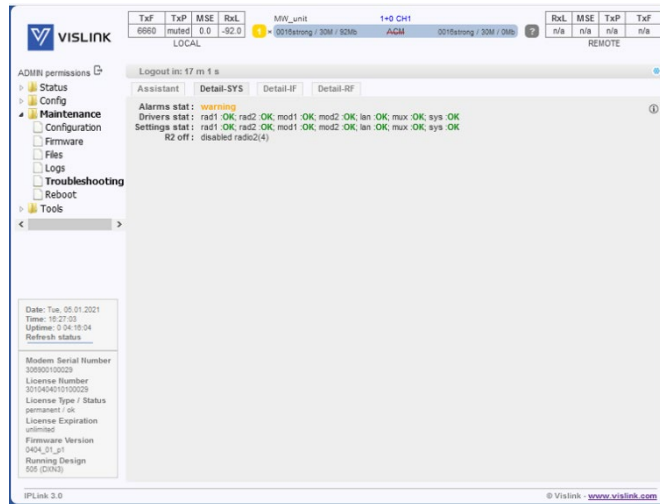 VISLINK
TxF TxP MSE RxL
6660 muted 0.0 -92.0
LOCAL
MW_unit 1+0 CH1
0016strong / 30M / 92Mb ACM 0016strong / 30M / 0Mb ?
RxL MSE TxP TxF
n/a n/a n/a n/a
REMOTE
ADMIN permissions
Status
Config
Maintenance
Configuration
Firmware
Files
Logs
Troubleshooting
Reboot
Tools
Logout in: 17 m 1 s
Assistant Detail-SYS Detail-IF Detail-RF
Alarms stat : warning
Drivers stat : rad1 :OK; rad2 :OK; mod1 :OK; mod2 :OK; lan :OK; mux :OK; sys :OK
Settings stat : rad1 :OK; rad2 :OK; mod1 :OK; mod2 :OK; lan :OK; mux :OK; sys :OK
R2 off : disabled radio2(4)
Date: Tue, 05.01.2021
Time: 16:27:03
Uptime: 0 04:16:04
Refresh status
Modem Serial Number
306900100029
License Number
3010404010100029
License Type / Status
permanent / ok
License Expiration
unlimited
Firmware Version
0404_01_p1
Running Design
505 (DXN3)
IPLink 3.0
© Vislink - www.vislink.com